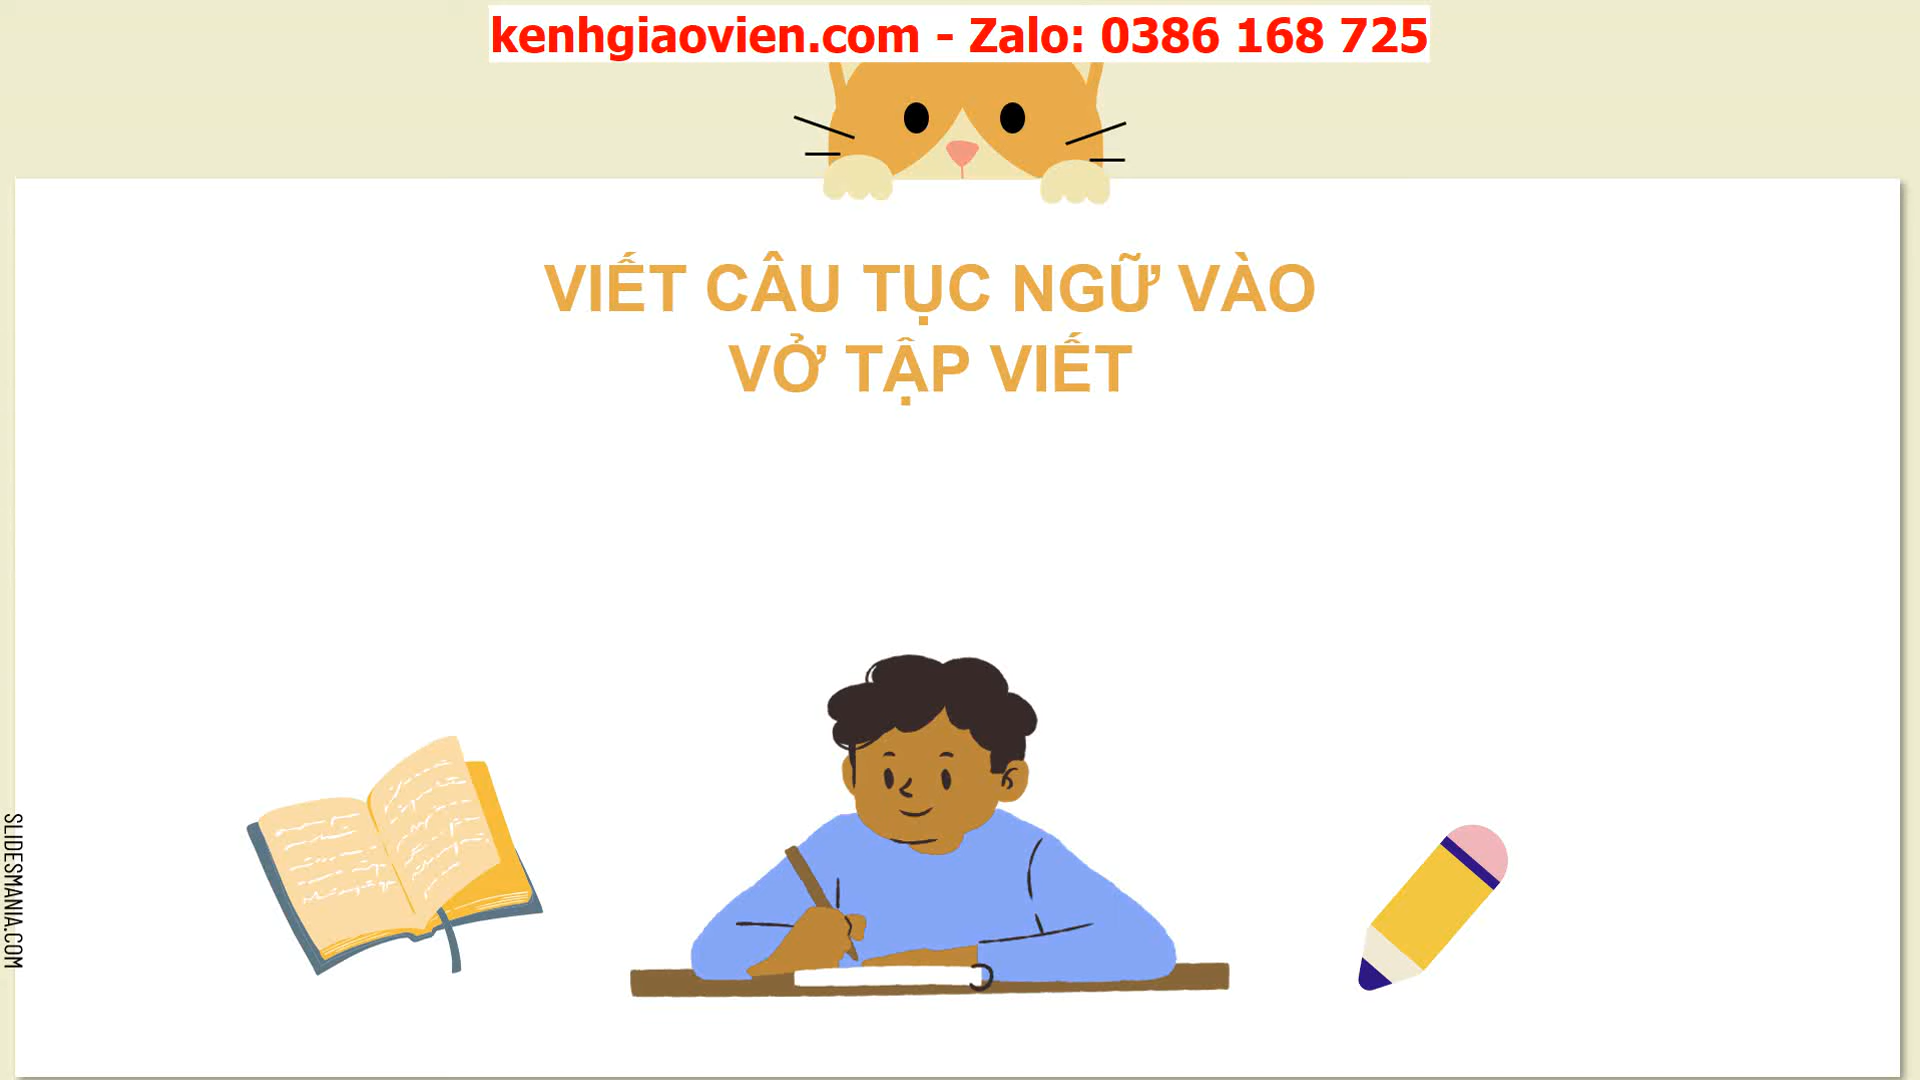 kenhgiaovien.com - Zalo: 0386 168 725
VIẾT CÂU TỤC NGỮ VÀO
VỞ TẬP VIẾT
SLIDESMANIA.COM